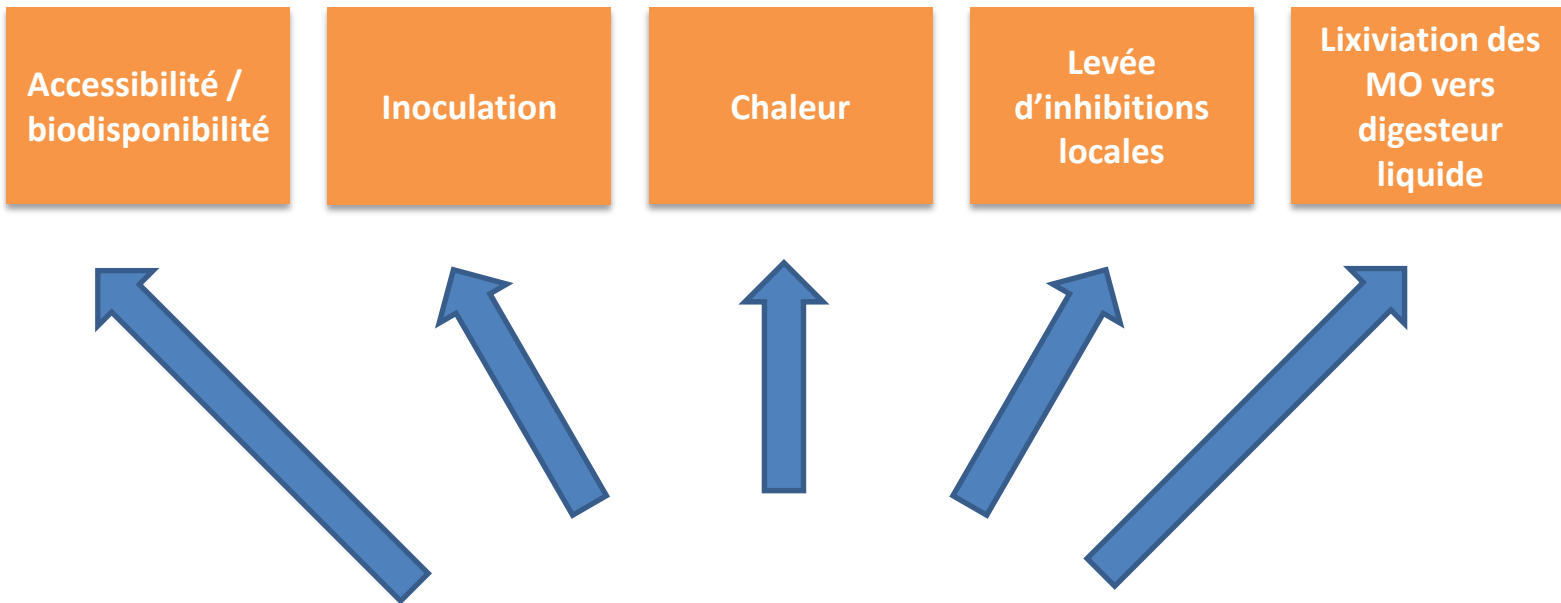 Accessibilité /
biodisponibilité
Inoculation
Chaleur
Levée
d’inhibitions
locales
Lixiviation des
MO vers
digesteur
liquide